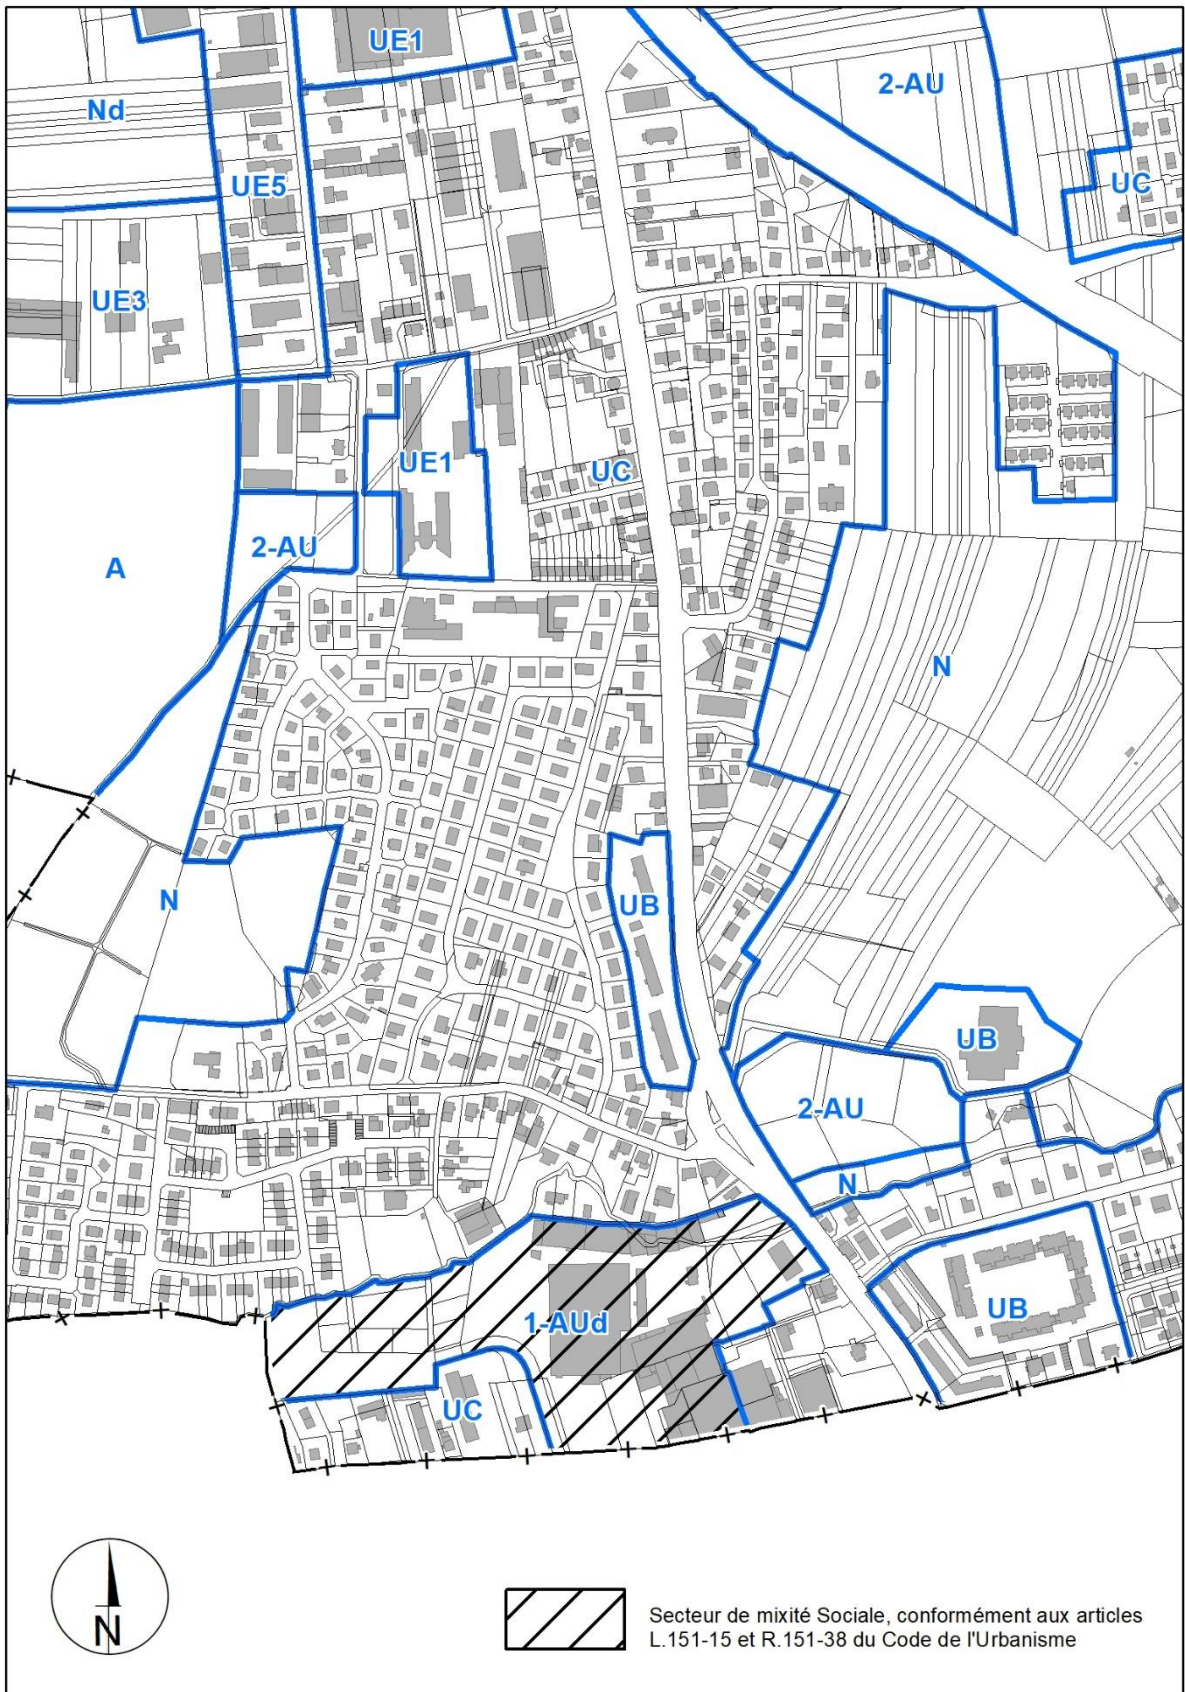 UE1
2-AU
Nd
UC
UE5
UE3
UE1
UC
2-AU
A
N
N
UB
UB
2-AU
N
1-AUd
UB
UC
N
Secteur de mixité Sociale, conformément aux articles
L.151-15 et R.151-38 du Code de l'Urbanisme